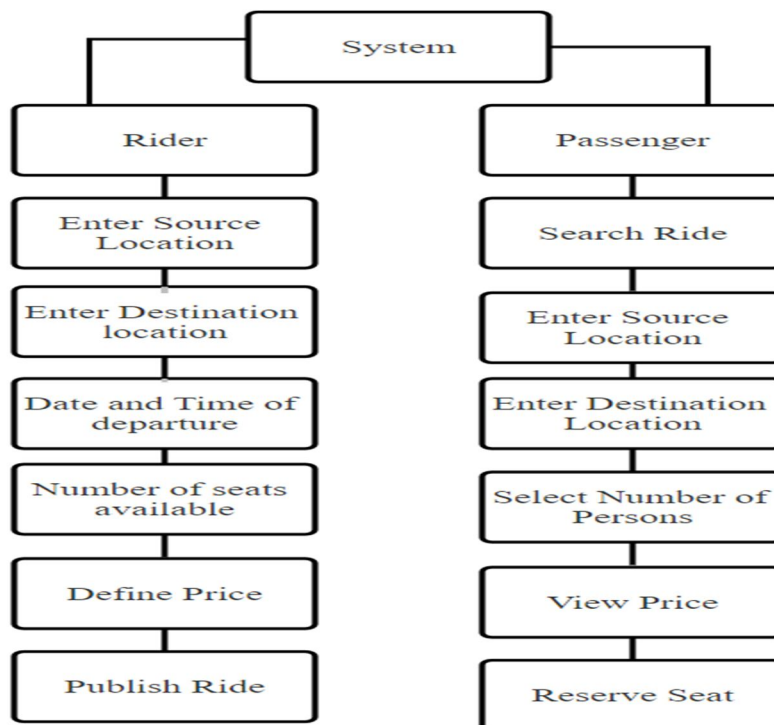 System
Rider
Enter Source
Location
Enter Destination
location
Date and Time of
departure
Number of seats
available
Define Price
Publish Ride
Passenger
Search Ride
Enter Source
Location
Enter Destination
Location
Select Number of
Persons
View Price
Reserve Seat